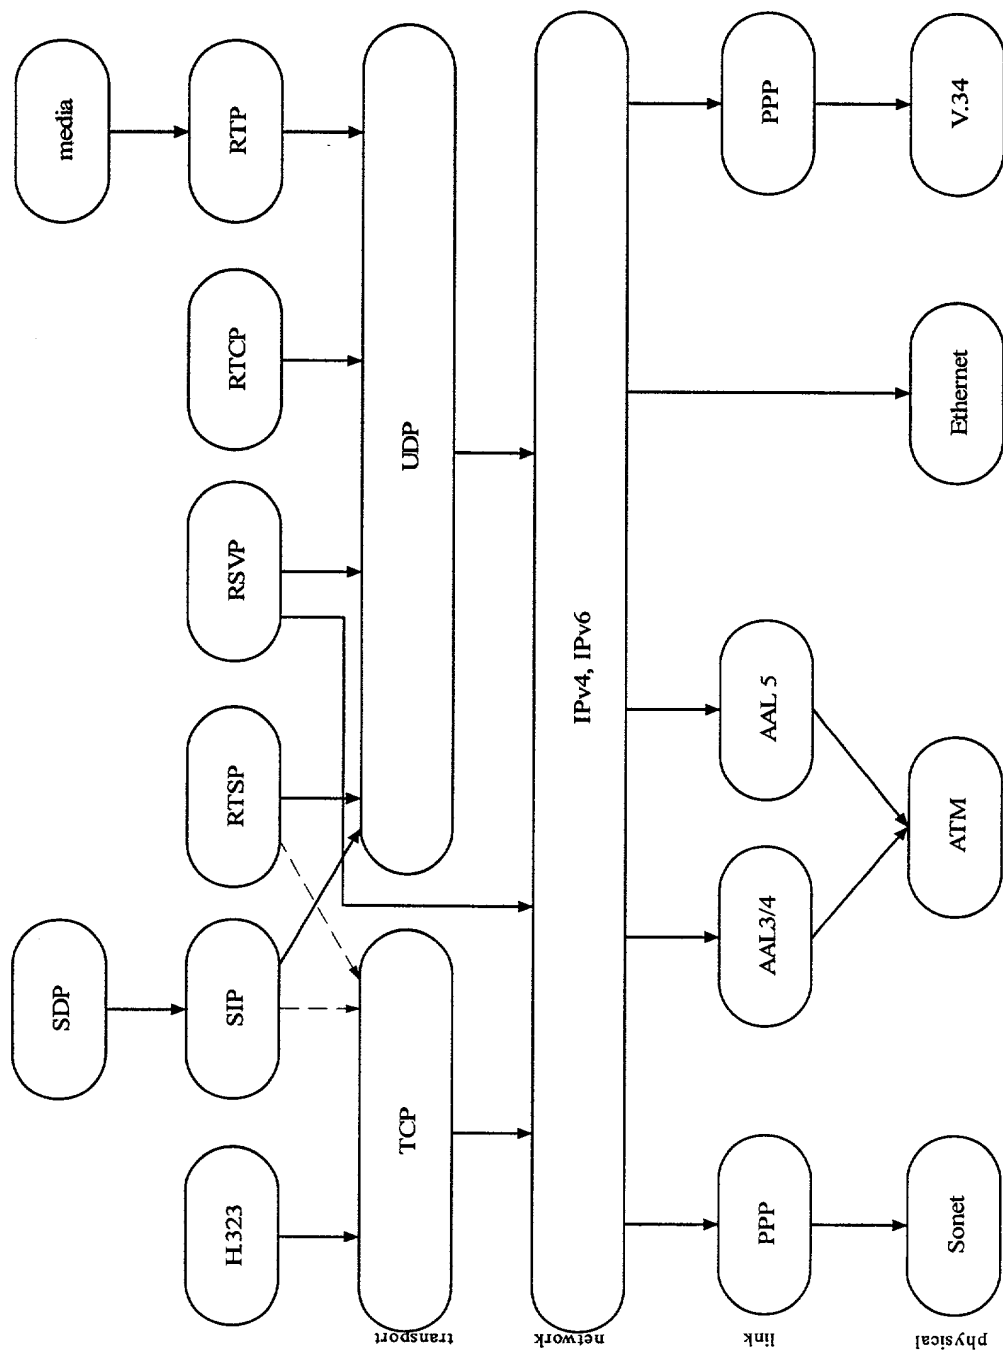 media
SDP
RTP
RTCP
RSVP
RTSP
SIP
H.323
UDP
TCP
transport
IPv4, IPv6
network
PPP
AAL 5
AAL3/4
PPP
link
V.34
Ethernet
ATM
Sonet
physical